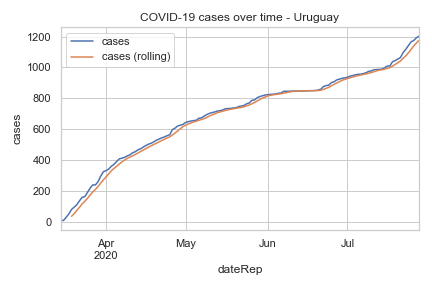 COVID-19 cases over time - Uruguay
cases
cases (rolling)
1200
1000
800
600
400
200
0
cases
Apr
2020
May
Jun
Jul
dateRep